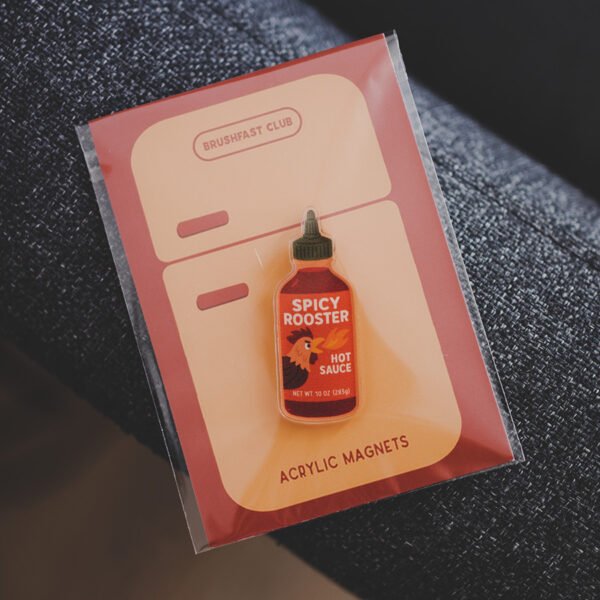 BRUSHFAST CLUB
SPICY
ROOSTER
HOT
SAUCE
NET WT 10 OZ (283g)
ACRYLIC MAGNETS